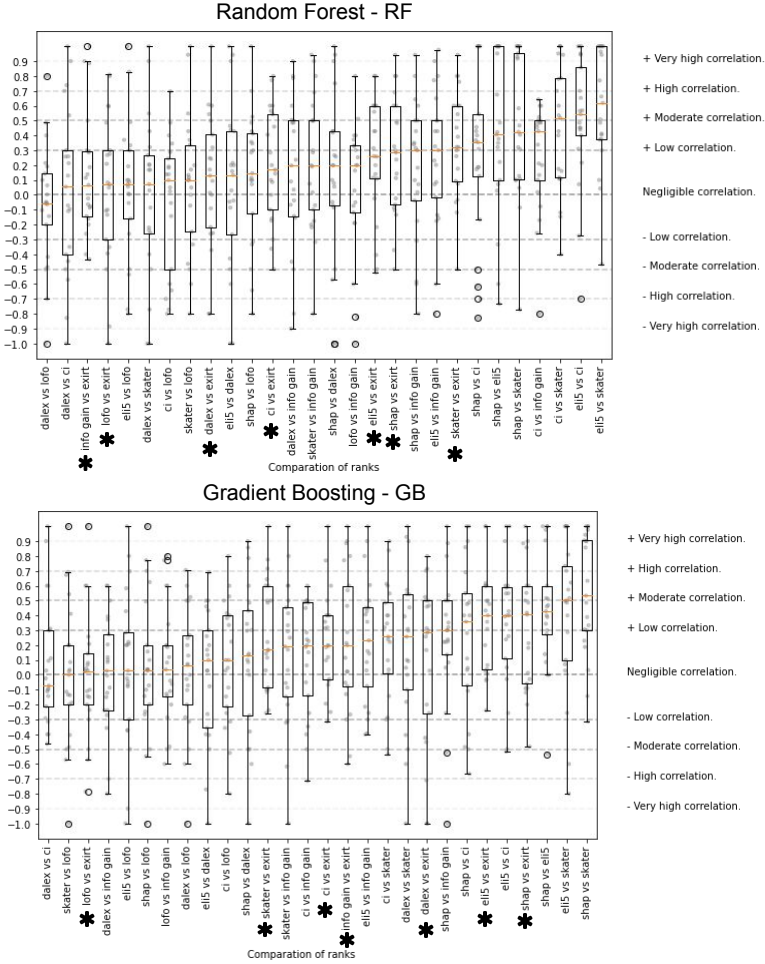 Random Forest - RF
0.9
0.8
0.7
0.6
0.5
0.4
0.3
0.2
0.1
0.0
−0.1
−0.2
−0.3
−0.4
−0.5
−0.6
−0.7
−0.8
−0.9
−1.0
+ Very high correlation.
+ High correlation.
+ Moderate correlation.
+ Low correlation.
Negligible correlation.
- Low correlation.
- Moderate correlation.
- High correlation.
- Very high correlation.
dalex vs lofo
dalex vs ci
info gain vs exirt
lofo vs exirt
eli5 vs lofo
dalex vs skater
ci vs lofo
skater vs lofo
dalex vs exirt
eli5 vs dalex
shap vs lofo
ci vs exirt
dalex vs info gain
skater vs info gain
shap vs dalex
lofo vs info gain
eli5 vs exirt
shap vs exirt
shap vs info gain
eli5 vs info gain
skater vs exirt
shap vs ci
shap vs eli5
shap vs skater
ci vs info gain
ci vs skater
eli5 vs ci
eli5 vs skater
Comparation of ranks
Gradient Boosting - GB
0.9
0.8
0.7
0.6
0.5
0.4
0.3
0.2
0.1
0.0
−0.1
−0.2
−0.3
−0.4
−0.5
−0.6
−0.7
−0.8
−0.9
−1.0
+ Very high correlation.
+ High correlation.
+ Moderate correlation.
+ Low correlation.
Negligible correlation.
- Low correlation.
- Moderate correlation.
- High correlation.
- Very high correlation.
dalex vs ci
skater vs lofo
lofo vs exirt
dalex vs info gain
eli5 vs lofo
shap vs lofo
lofo vs info gain
dalex vs lofo
eli5 vs dalex
ci vs lofo
shap vs dalex
skater vs exirt
skater vs info gain
ci vs info gain
ci vs exirt
info gain vs exirt
eli5 vs info gain
ci vs skater
dalex vs skater
dalex vs exirt
shap vs info gain
shap vs ci
eli5 vs exirt
eli5 vs ci
shap vs exirt
shap vs eli5
eli5 vs skater
shap vs skater
Comparation of ranks